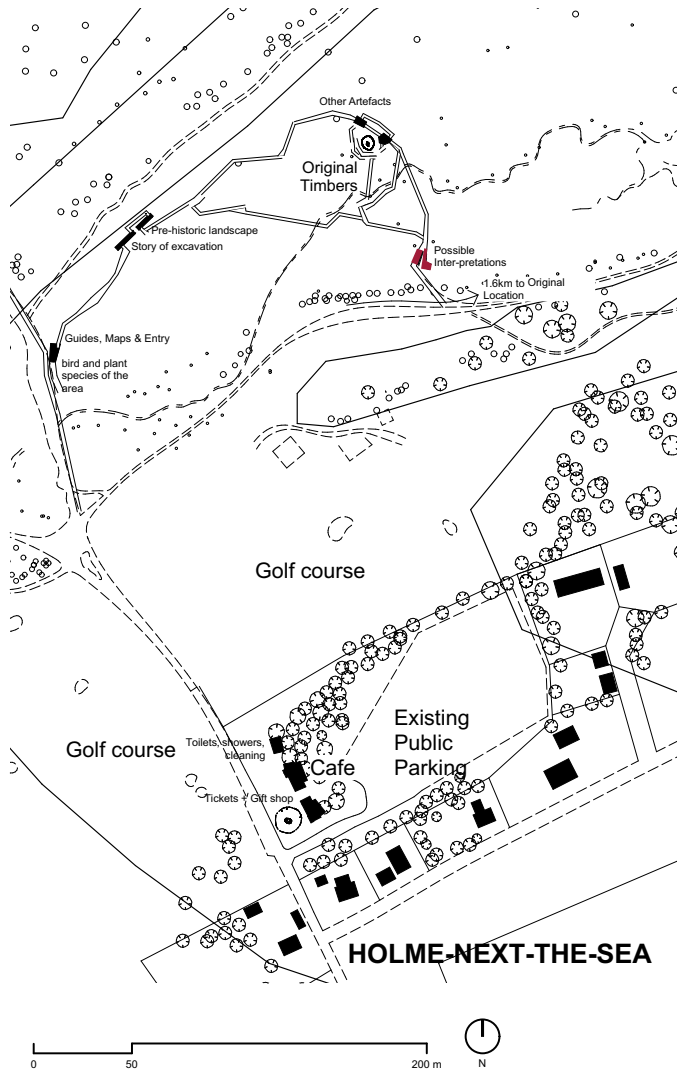 Other Artefacts
Original
Timbers
Pre-historic landscape
Story of excavation
Possible
Inter-pretations
1.6km to Original
Location
Guides, Maps & Entry
bird and plant
species of the
area
Golf course
Golf course
Existing
Public
Parking
Toilets, showers,
cleaning
Cafe
Tickets + Gift shop
HOLME-NEXT-THE-SEA
0 50 200 m
N